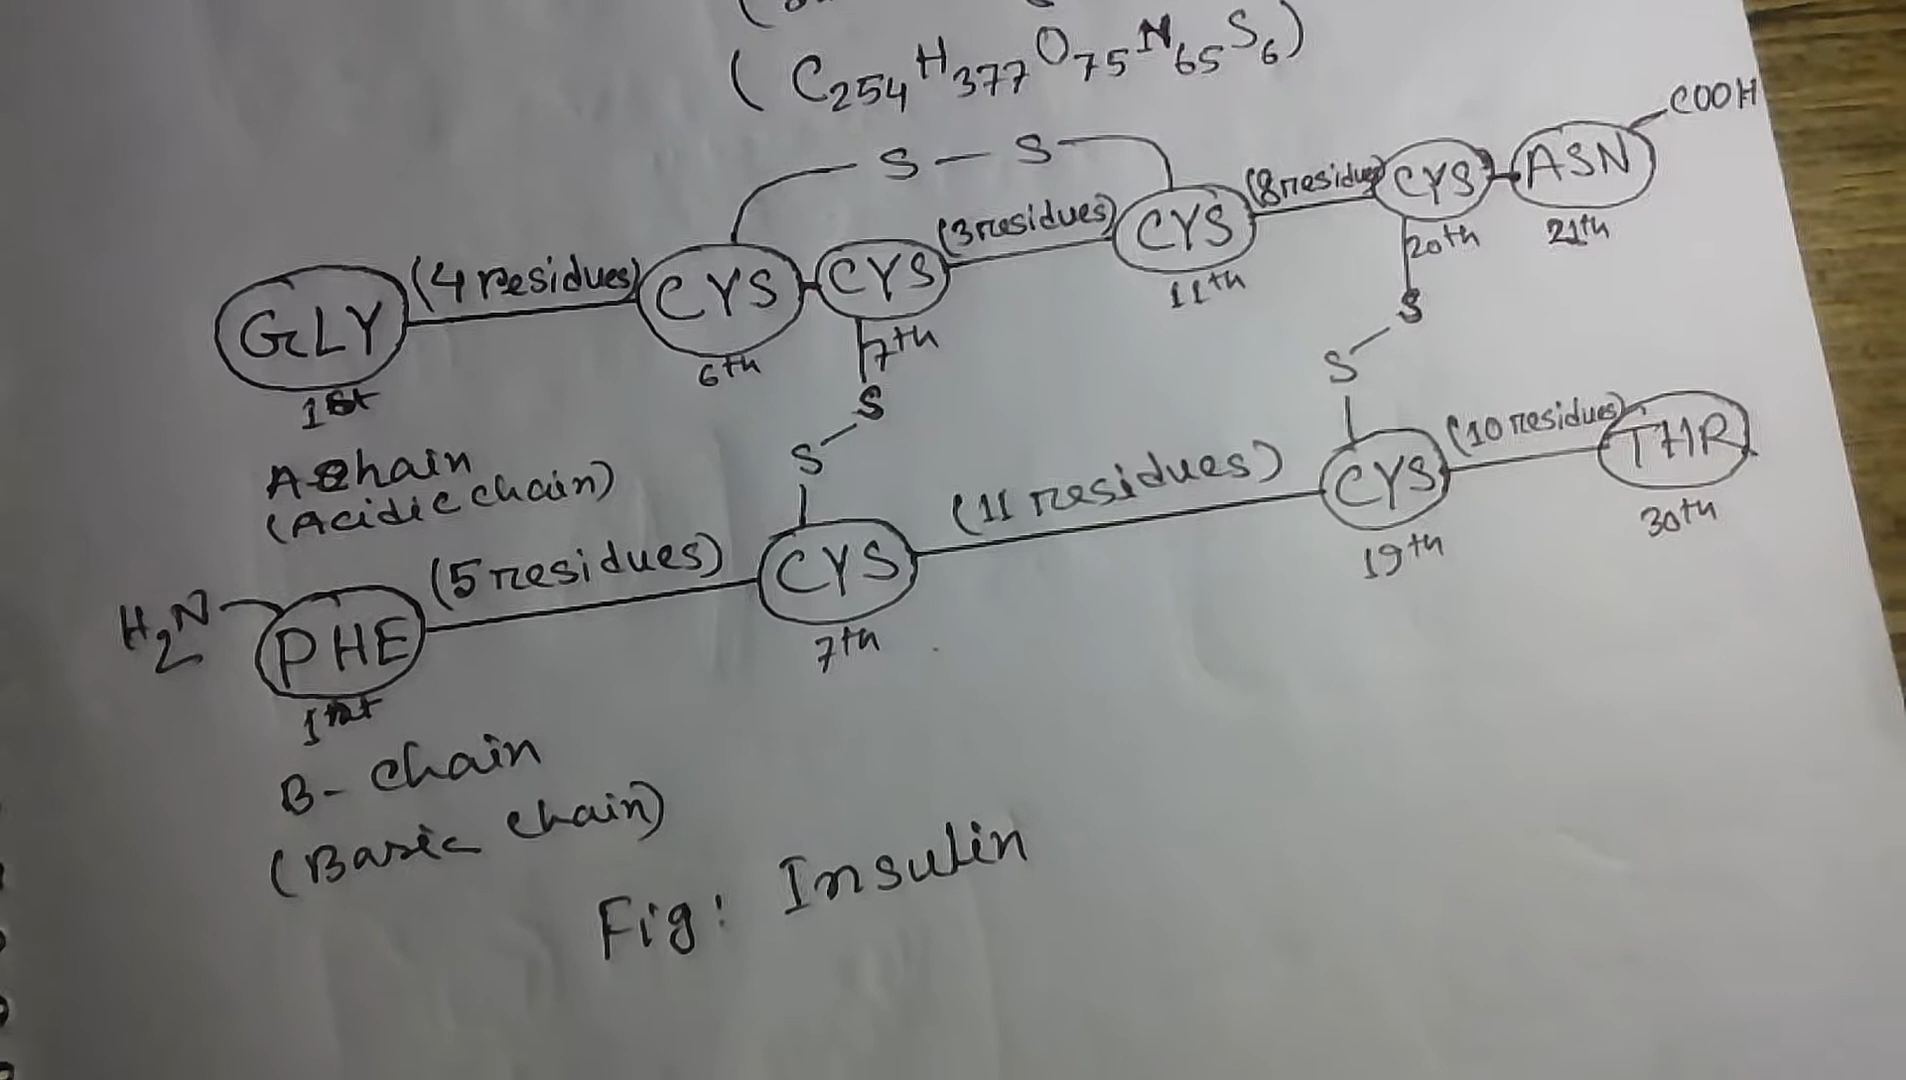 (C254H377O75N65S6)
COOH
S — S
GLY (4 residues) CYS CYS (3 residues) CYS (8 residues) CYS ASN
1st 6th 7th 11th 20th 21th
S S
S S
A chain
(Acidic chain)
H2N PHE (5 residues) CYS (11 residues) CYS (10 residues) THR
1st 7th 19th 30th
B- chain
(Basic chain)
Fig: Insulin